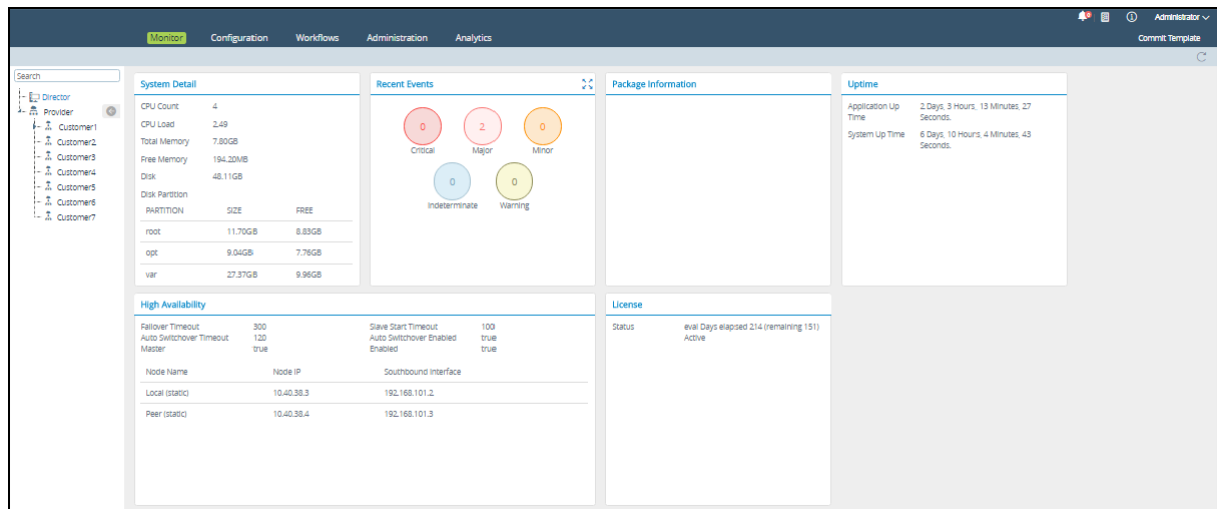 0 Administrator
Monitor Configuration Workflows Administration Analytics Commit Template
Search
Director
Provider
Customer1
Customer2
Customer3
Customer4
Customer5
Customer6
Customer7
System Detail
CPU Count 4
CPU Load 2.49
Total Memory 7.80GB
Free Memory 194.20MB
Disk 48.11GB
Disk Partition
PARTITION SIZE FREE
root 11.70GB 8.83GB
opt 9.04GB 7.76GB
var 27.37GB 9.96GB
Recent Events
0 2 0
Critical Major Minor
0 0
Indeterminate Warning
Package Information
Uptime
Application Up 2 Days, 3 Hours, 13 Minutes, 27
Time Seconds.
System Up Time 6 Days, 10 Hours, 4 Minutes, 43
Seconds.
High Availability
Failover Timeout 300 Slave Start Timeout 100
Auto Switchover Timeout 120 Auto Switchover Enabled true
Master true Enabled true
Node Name Node IP Southbound Interface
Local (static) 10.40.38.3 192.168.101.2
Peer (static) 10.40.38.4 192.168.101.3
License
Status eval Days elapsed 214 (remaining 151)
Active